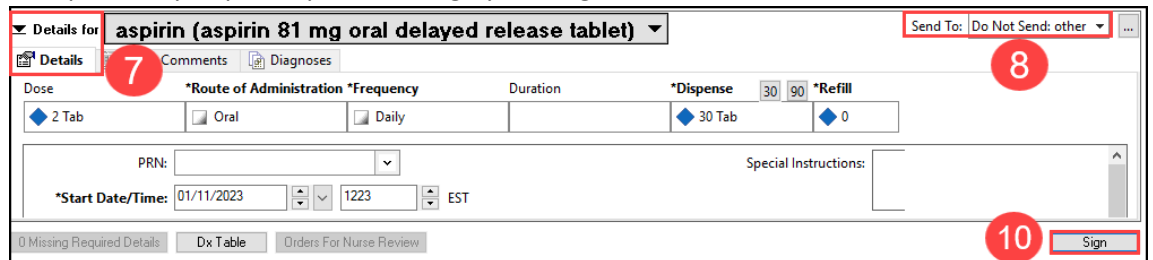 Details for aspirin (aspirin 81 mg oral delayed release tablet) Send To: Do Not Send: other ...
Details 7 Comments Diagnoses 8
Dose *Route of Administration *Frequency Duration *Dispense 30 90 *Refill
2 Tab Oral Daily 30 Tab 0
PRN: Special Instructions:
*Start Date/Time: 01/11/2023 1223 EST
0 Missing Required Details Dx Table Orders For Nurse Review 10 Sign